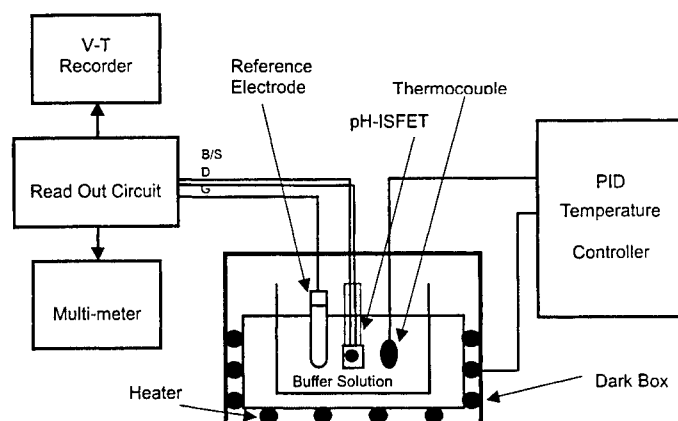 V-T
Recorder
Reference
Electrode
Thermocouple
pH-ISFET
B/S
D
G
Read Out Circuit
PID
Temperature
Controller
Multi-meter
Buffer Solution
Heater
Dark Box